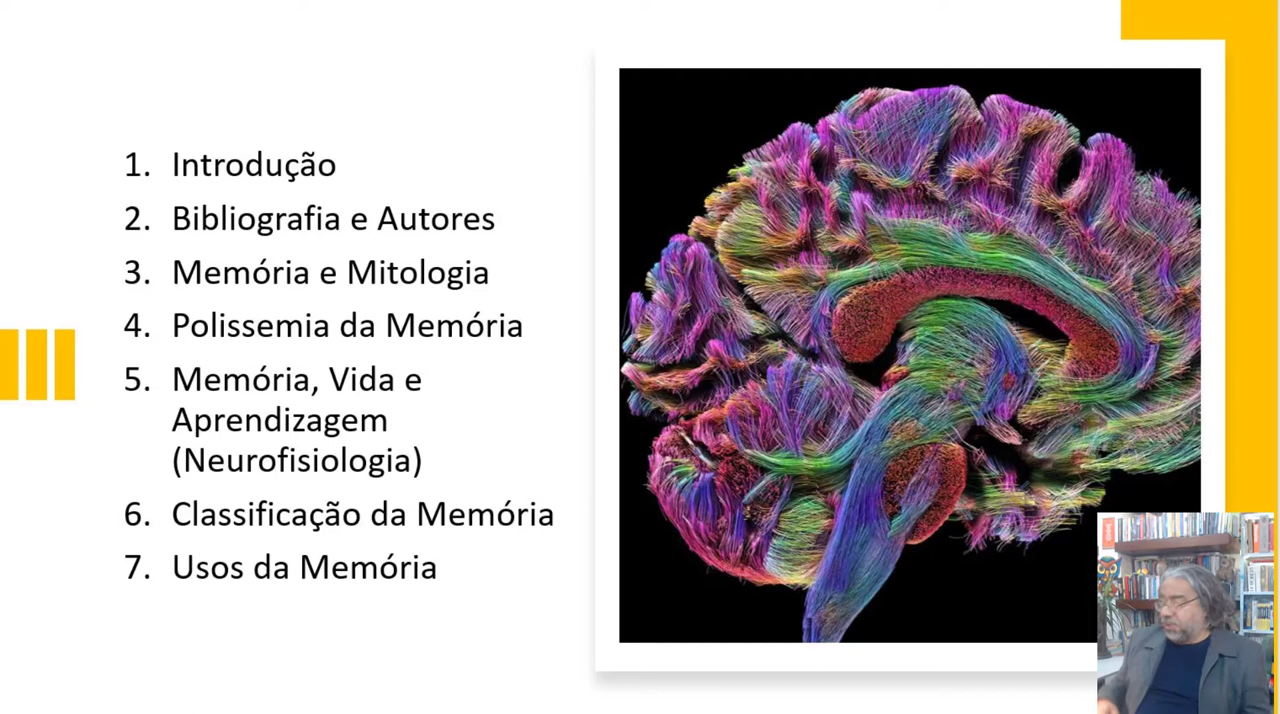 1. Introdução
2. Bibliografia e Autores
3. Memória e Mitologia
4. Polissemia da Memória
5. Memória, Vida e
Aprendizagem
(Neurofisiologia)
6. Classificação da Memória
7. Usos da Memória